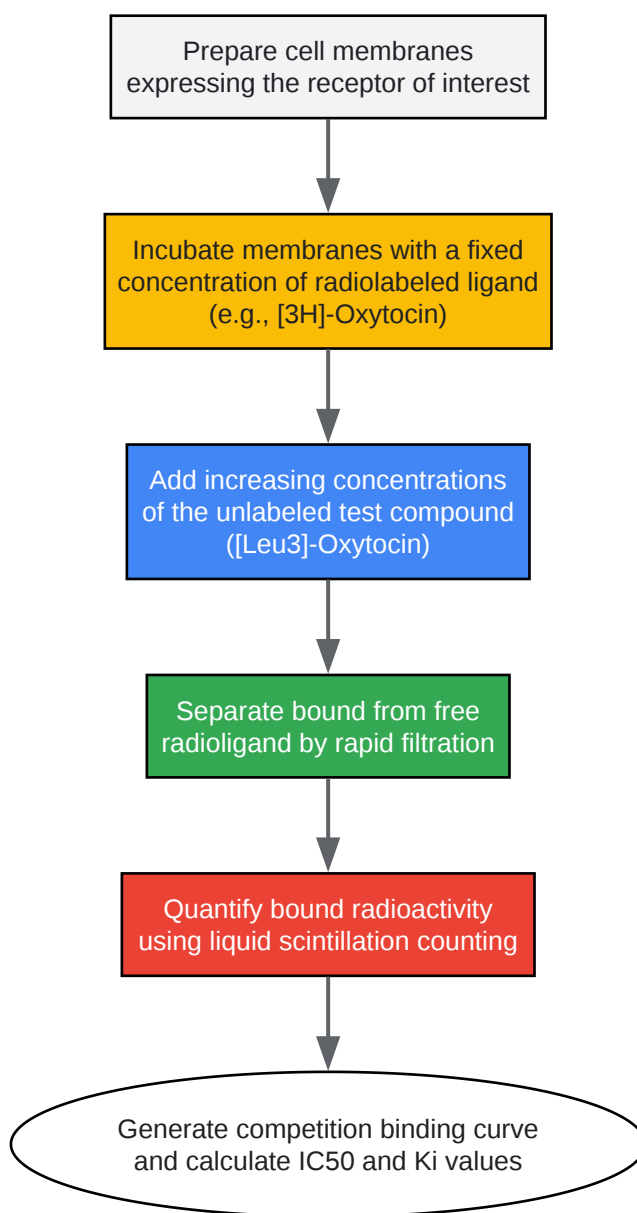 Prepare cell membranes
expressing the receptor of interest
Incubate membranes with a fixed
concentration of radiolabeled ligand
(e.g., [3H]-Oxytocin)
Add increasing concentrations
of the unlabeled test compound
([Leu3]-Oxytocin)
Separate bound from free
radioligand by rapid filtration
Quantify bound radioactivity
using liquid scintillation counting
Generate competition binding curve
and calculate IC50 and Ki values